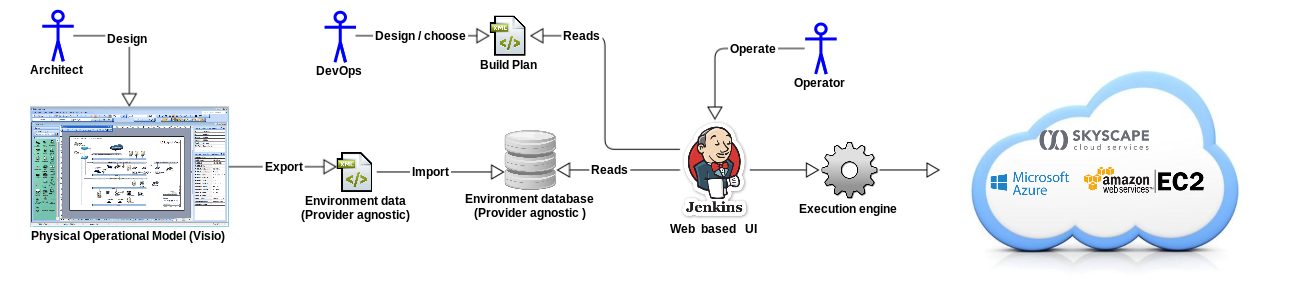 Architect
Design
DevOps
Design / choose
XML
Build Plan
Reads
Operate
Operator
Export
XML
Environment data
(Provider agnostic)
Import
Environment database
(Provider agnostic )
Reads
Jenkins
Web based UI
Execution engine
SKYSCAPE
cloud services
Microsoft
Azure
amazon
webservices™
EC2
Physical Operational Model (Visio)